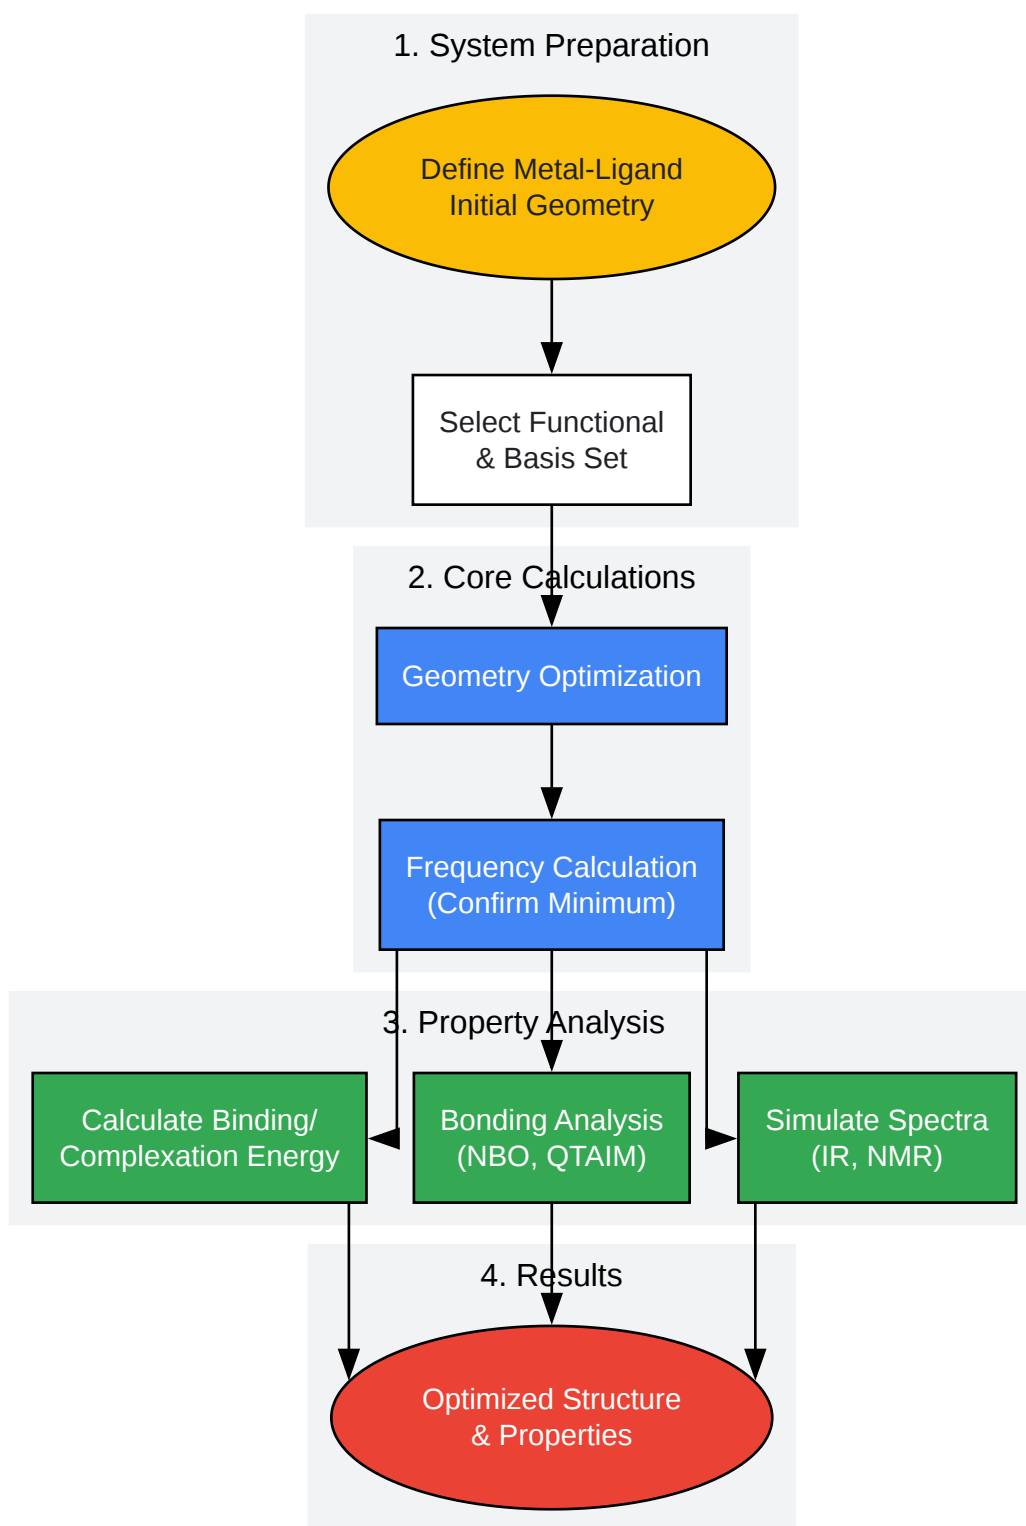 1. System Preparation
Define Metal-Ligand
Initial Geometry
Select Functional
& Basis Set
2. Core Calculations
Geometry Optimization
Frequency Calculation
(Confirm Minimum)
3. Property Analysis
Calculate Binding/
Complexation Energy
Bonding Analysis
(NBO, QTAIM)
Simulate Spectra
(IR, NMR)
4. Results
Optimized Structure
& Properties